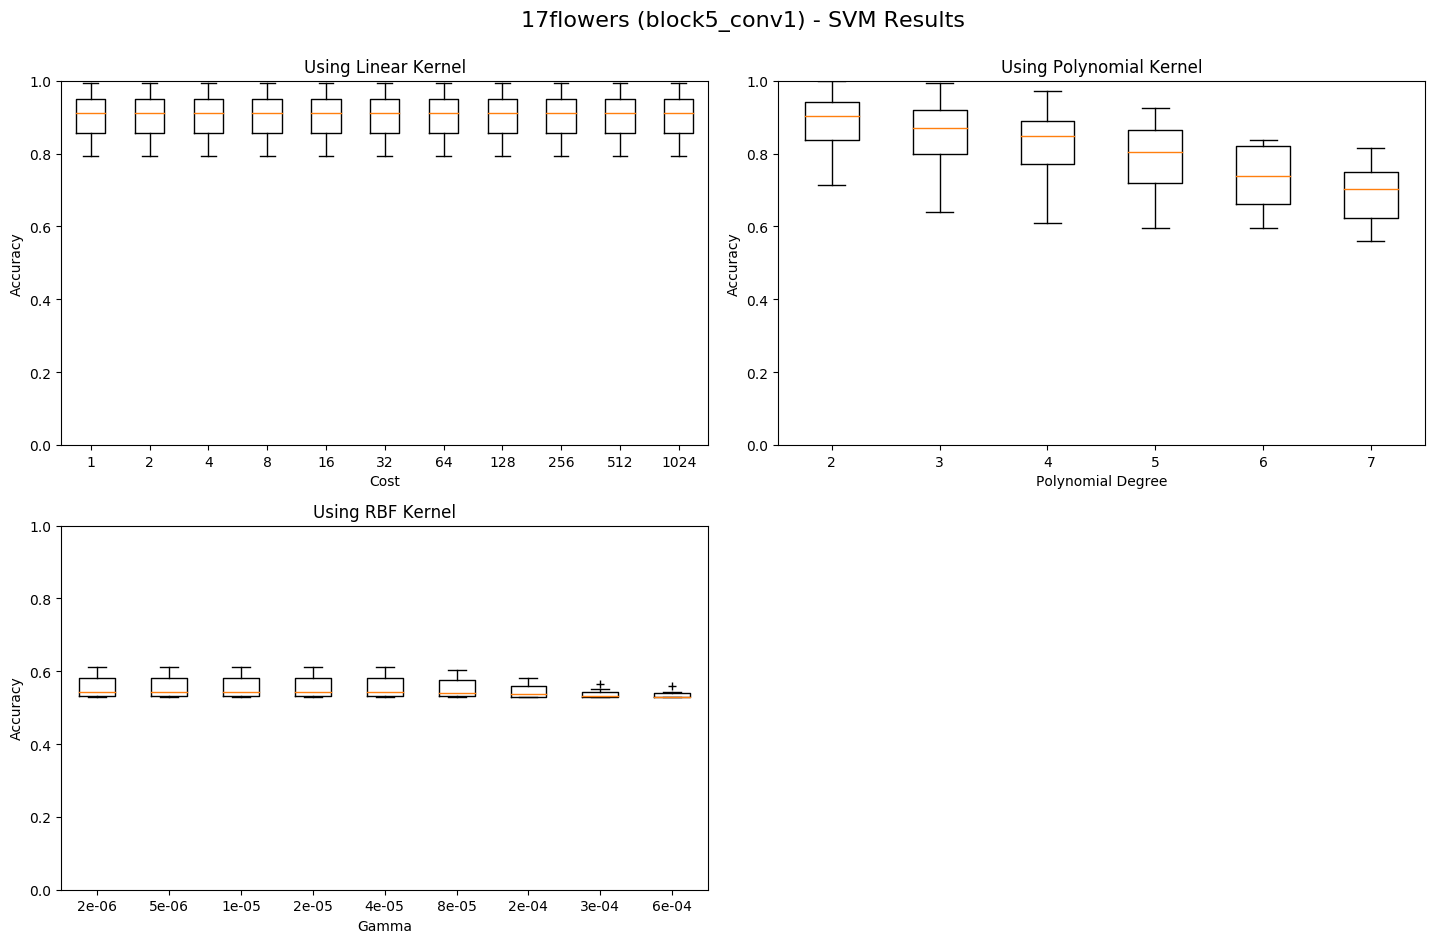 17flowers (block5_conv1) - SVM Results
Using Linear Kernel
1.0
0.8
0.6
0.4
0.2
0.0
Accuracy
1 2 4 8 16 32 64 128 256 512 1024
Cost
Using Polynomial Kernel
1.0
0.8
0.6
0.4
0.2
0.0
Accuracy
2 3 4 5 6 7
Polynomial Degree
Using RBF Kernel
1.0
0.8
0.6
0.4
0.2
0.0
Accuracy
2e-06 5e-06 1e-05 2e-05 4e-05 8e-05 2e-04 3e-04 6e-04
Gamma